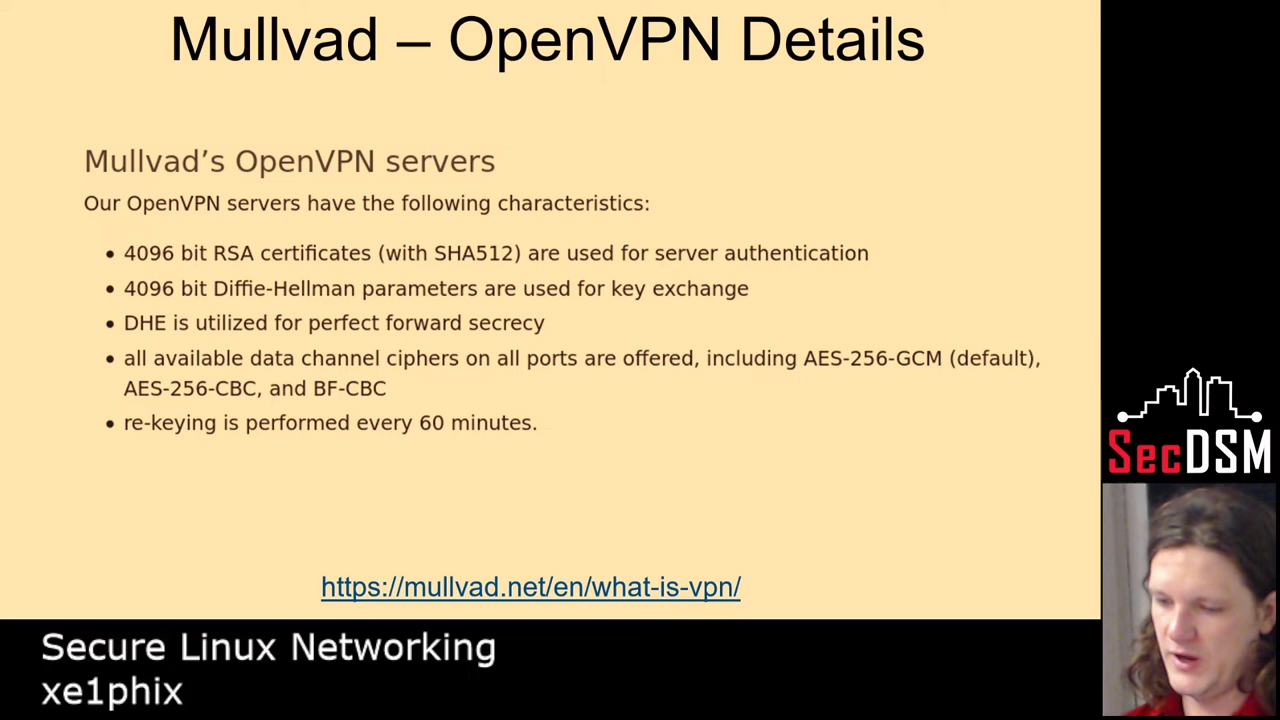 Mullvad – OpenVPN Details
Mullvad’s OpenVPN servers
Our OpenVPN servers have the following characteristics:
• 4096 bit RSA certificates (with SHA512) are used for server authentication
• 4096 bit Diffie-Hellman parameters are used for key exchange
• DHE is utilized for perfect forward secrecy
• all available data channel ciphers on all ports are offered, including AES-256-GCM (default),
AES-256-CBC, and BF-CBC
• re-keying is performed every 60 minutes.
https://mullvad.net/en/what-is-vpn/
SecDSM
Secure Linux Networking
xe1phix